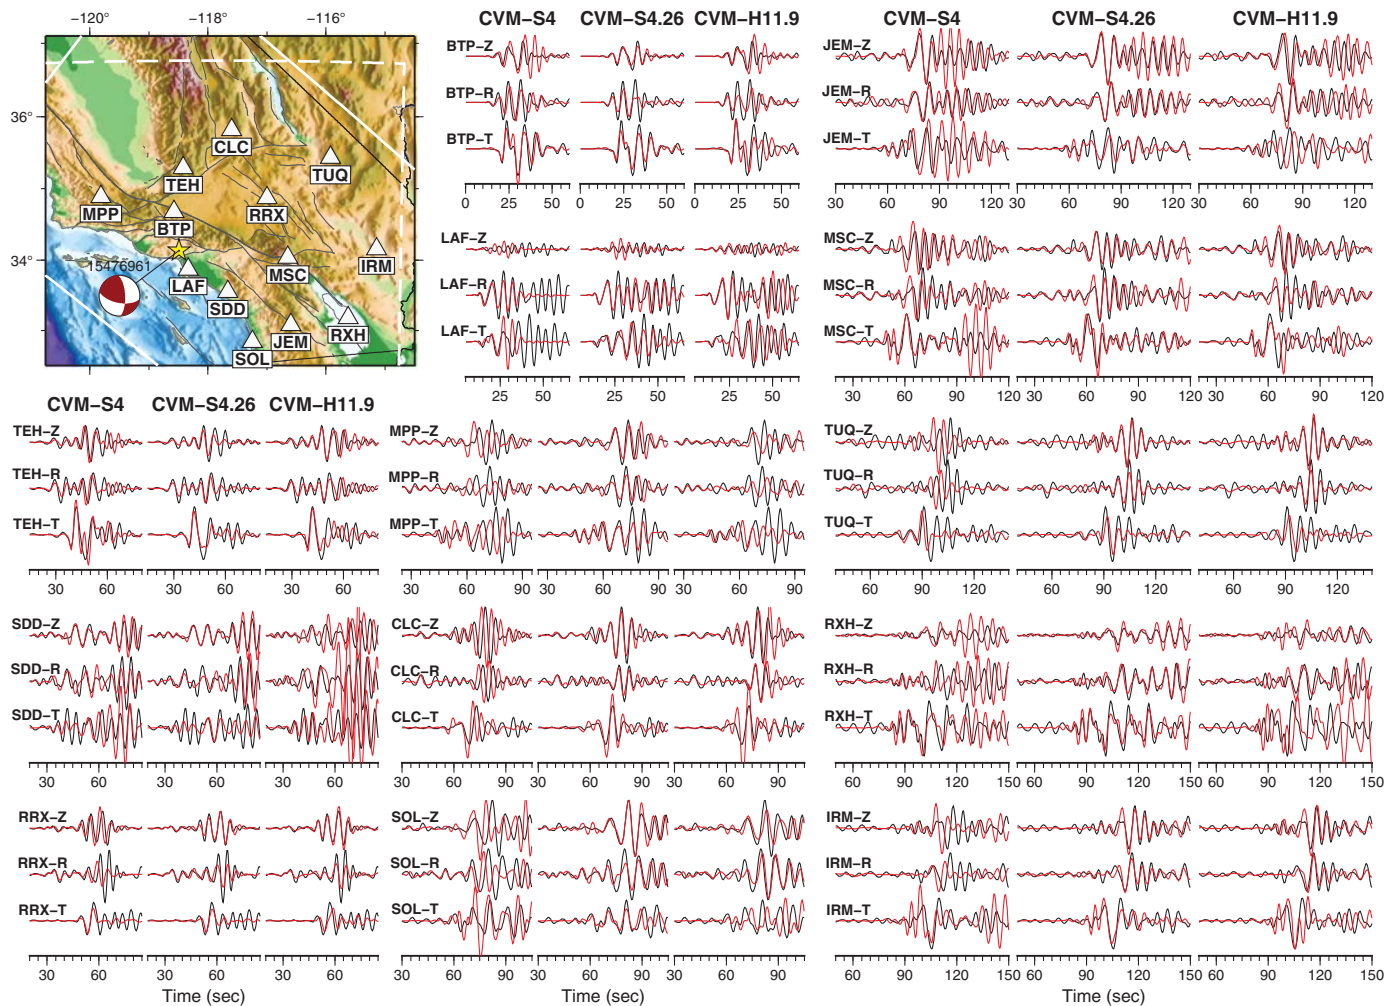 −120° −118° −116°
36°
34°
CLC
TUQ
TEH
MPP
RRX
BTP
15476961
MSC
IRM
LAF
SDD
JEM
RXH
SOL
CVM−S4 CVM−S4.26 CVM−H11.9
BTP−Z
BTP−R
BTP−T
0 25 50 0 25 50 0 25 50
LAF−Z
LAF−R
LAF−T
25 50 25 50 25 50
CVM−S4 CVM−S4.26 CVM−H11.9
JEM−Z
JEM−R
JEM−T
30 60 90 120 30 60 90 120 30 60 90 120
MSC−Z
MSC−R
MSC−T
30 60 90 120 30 60 90 120 30 60 90 120
CVM−S4 CVM−S4.26 CVM−H11.9
TEH−Z
TEH−R
TEH−T
30 60 30 60 30 60
MPP−Z
MPP−R
MPP−T
30 60 90 30 60 90 30 60 90
TUQ−Z
TUQ−R
TUQ−T
60 90 120 60 90 120 60 90 120
SDD−Z
SDD−R
SDD−T
30 60 30 60 30 60
CLC−Z
CLC−R
CLC−T
30 60 90 30 60 90 30 60 90
RXH−Z
RXH−R
RXH−T
60 90 120 150 60 90 120 150 60 90 120 150
RRX−Z
RRX−R
RRX−T
30 60 30 60 30 60
Time (sec)
SOL−Z
SOL−R
SOL−T
30 60 90 30 60 90 30 60 90
Time (sec)
IRM−Z
IRM−R
IRM−T
60 90 120 150 60 90 120 150 60 90 120 150
Time (sec)